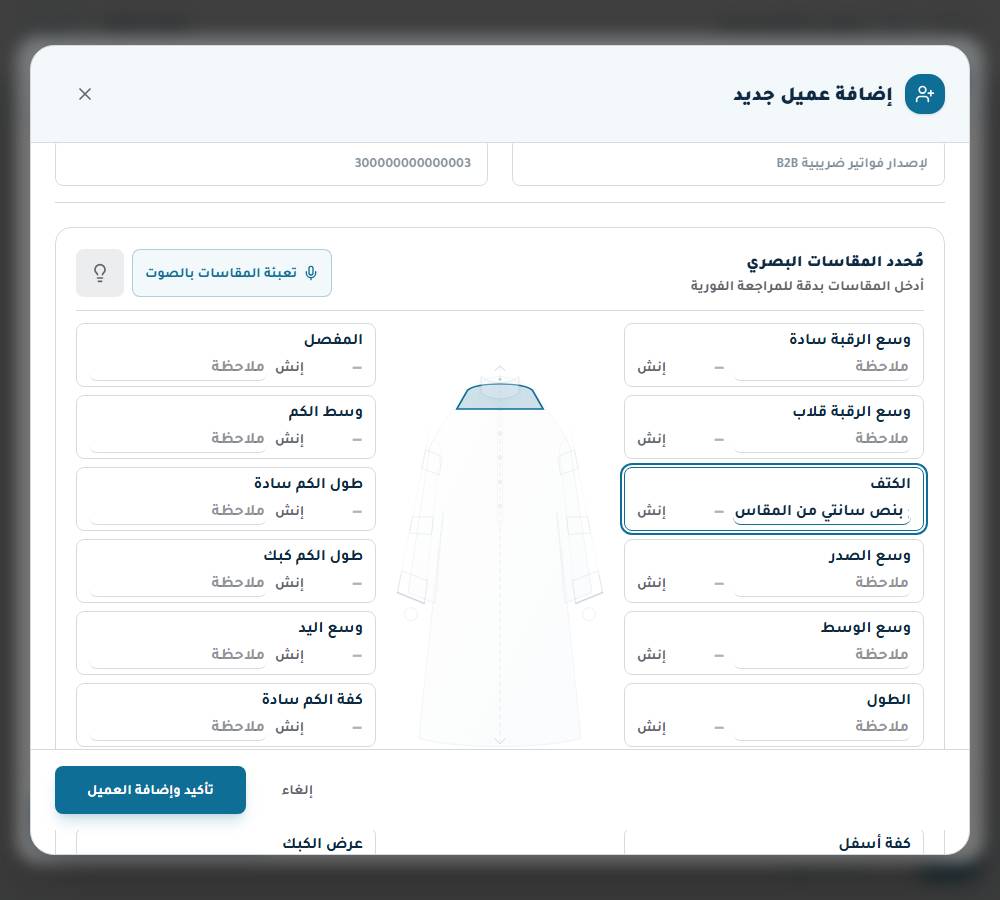 إضافة عميل جديد
لإصدار فواتير ضريبية B2B
300000000000003
مُحدد المقاسات البصري
أدخل المقاسات بدقة للمراجعة الفورية
تعبئة المقاسات بالصوت
وسع الرقبة سادة
ملاحظة – إنش
المفصل
– إنش ملاحظة
وسع الرقبة قلاب
ملاحظة – إنش
وسط الكم
– إنش ملاحظة
الكتف
بنص سانتي من المقاس – إنش
طول الكم سادة
– إنش ملاحظة
وسع الصدر
ملاحظة – إنش
طول الكم كبك
– إنش ملاحظة
وسع الوسط
ملاحظة – إنش
وسع اليد
– إنش ملاحظة
الطول
ملاحظة – إنش
كفة الكم سادة
– إنش ملاحظة
إلغاء
تأكيد وإضافة العميل
كفة أسفل
عرض الكبك